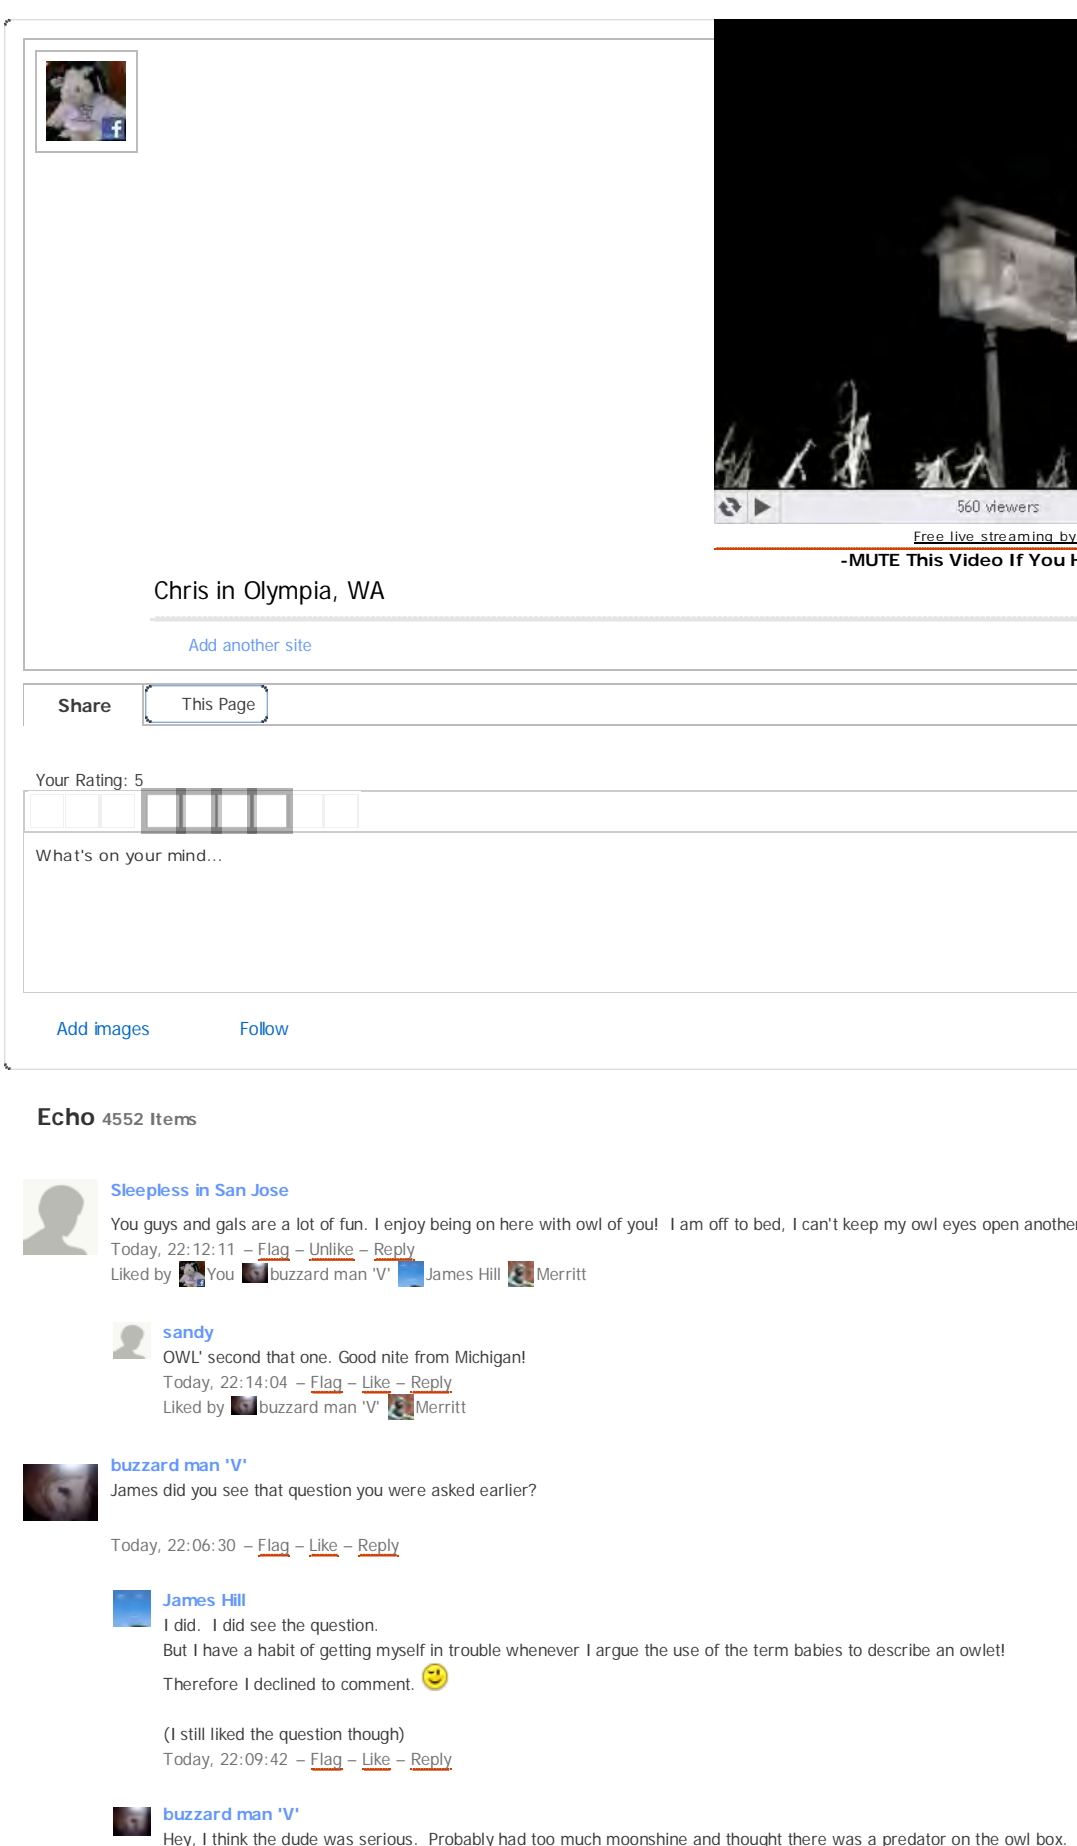 560 viewers
Free live streaming by
-MUTE This Video If You H
Chris in Olympia, WA
Add another site
Share
This Page
Your Rating: 5
What's on your mind...
Add images Follow
Echo 4552 Items
Sleepless in San Jose
You guys and gals are a lot of fun. I enjoy being on here with owl of you! I am off to bed, I can't keep my owl eyes open another
Today, 22:12:11 – Flag – Unlike – Reply
Liked by You buzzard man 'V' James Hill Merritt
sandy
OWL' second that one. Good nite from Michigan!
Today, 22:14:04 – Flag – Like – Reply
Liked by buzzard man 'V' Merritt
buzzard man 'V'
James did you see that question you were asked earlier?
Today, 22:06:30 – Flag – Like – Reply
James Hill
I did. I did see the question.
But I have a habit of getting myself in trouble whenever I argue the use of the term babies to describe an owlet!
Therefore I declined to comment.
(I still liked the question though)
Today, 22:09:42 – Flag – Like – Reply
buzzard man 'V'
Hey, I think the dude was serious. Probably had too much moonshine and thought there was a predator on the owl box.